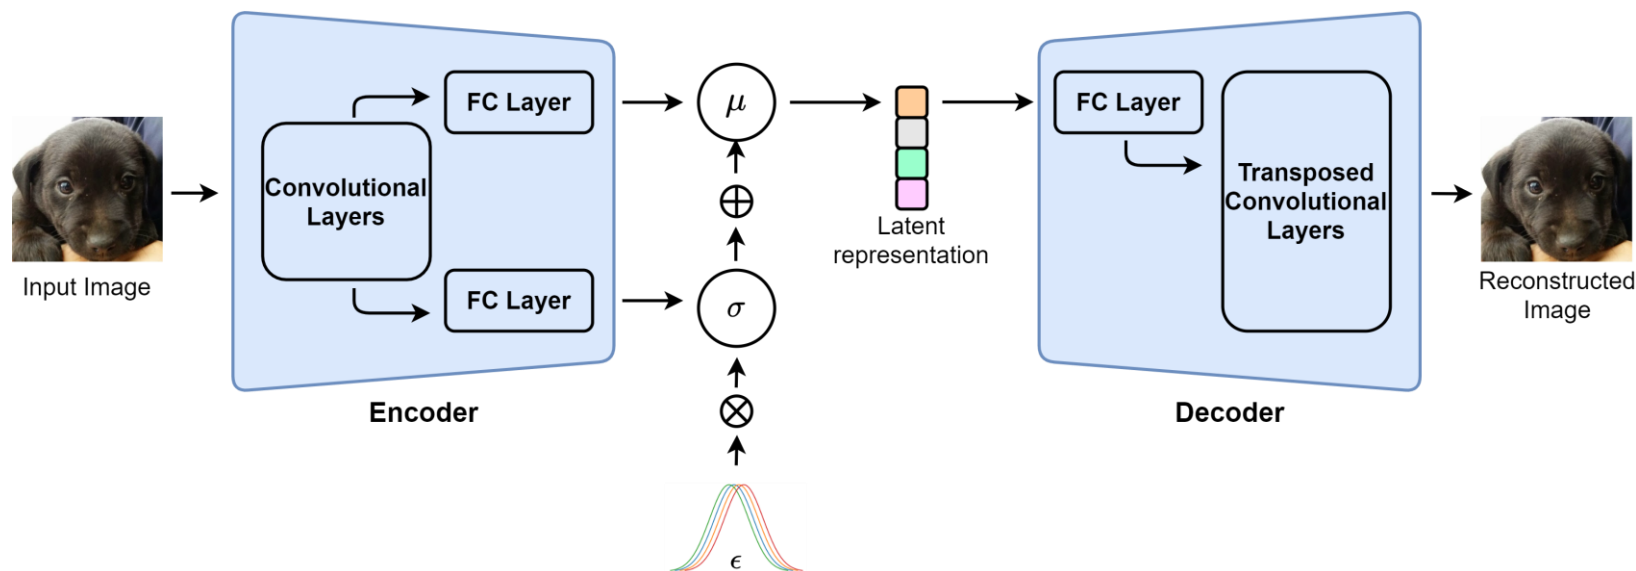 Input Image
Convolutional
Layers
FC Layer
FC Layer
Encoder
μ
σ
ϵ
Latent
representation
FC Layer
Transposed
Convolutional
Layers
Decoder
Reconstructed
Image